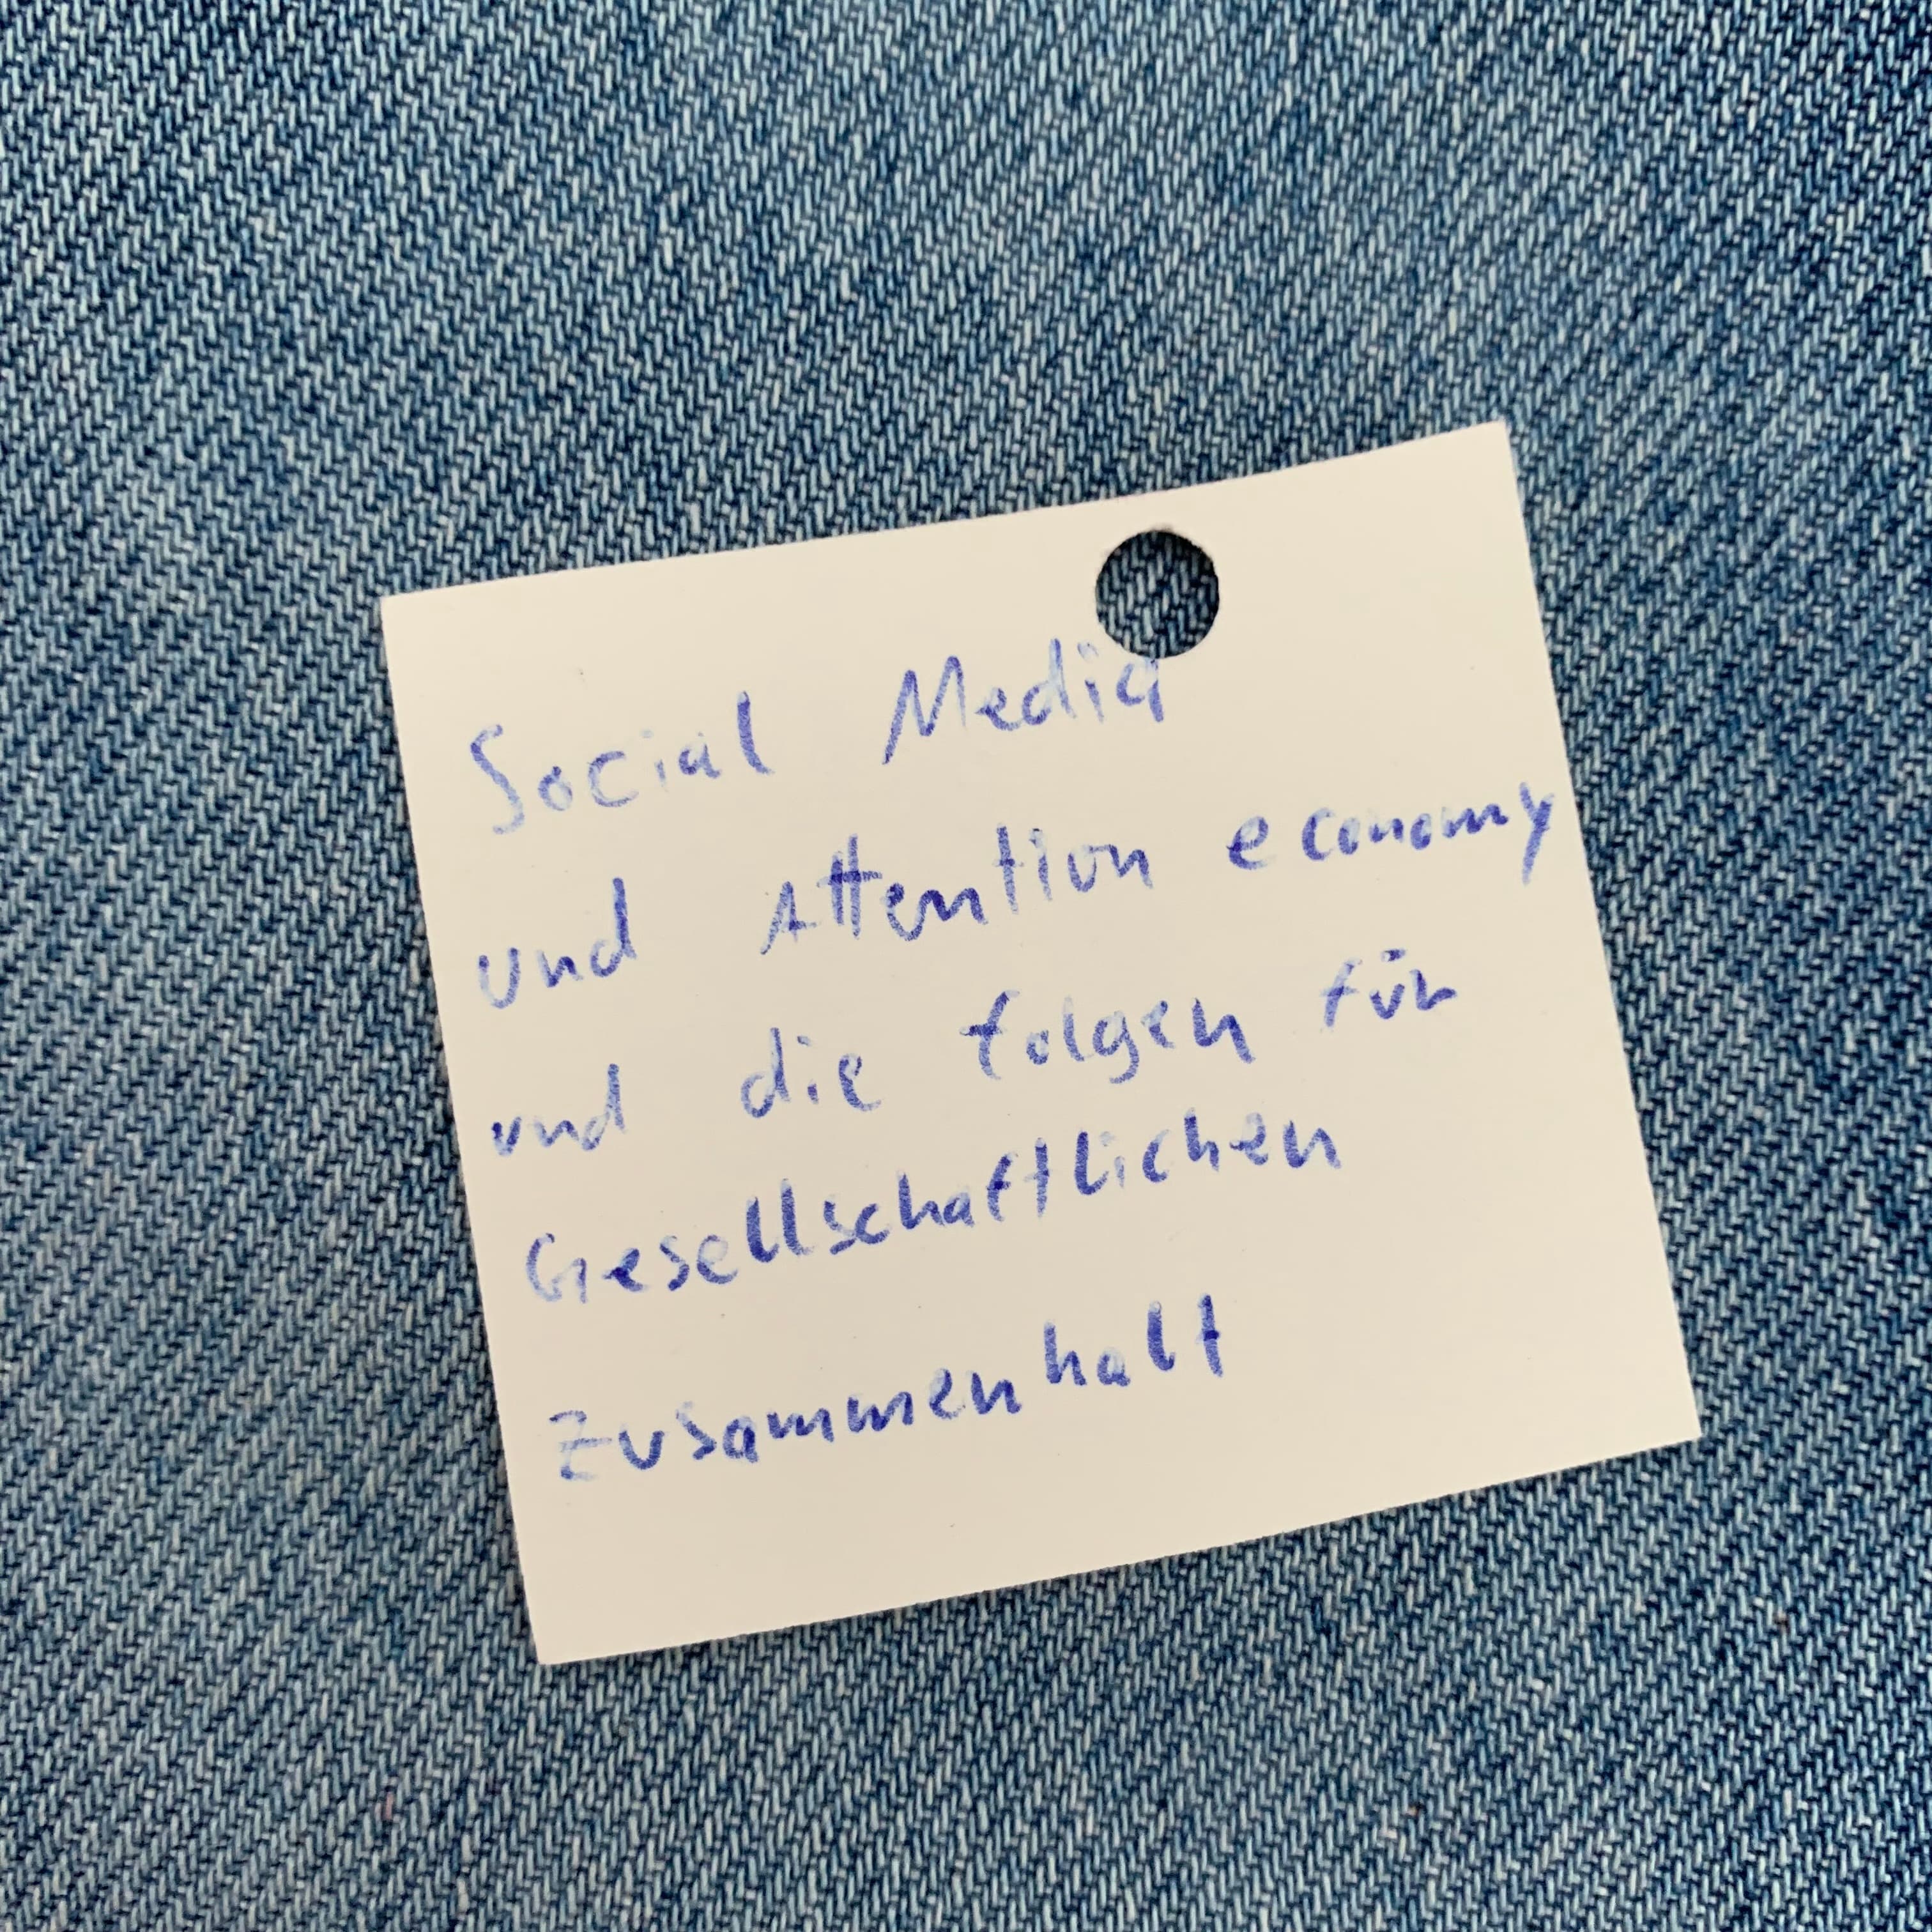 Social Media
und Attention economy
und die folgen für
Gesellschaftlichen
Zusammenhalt